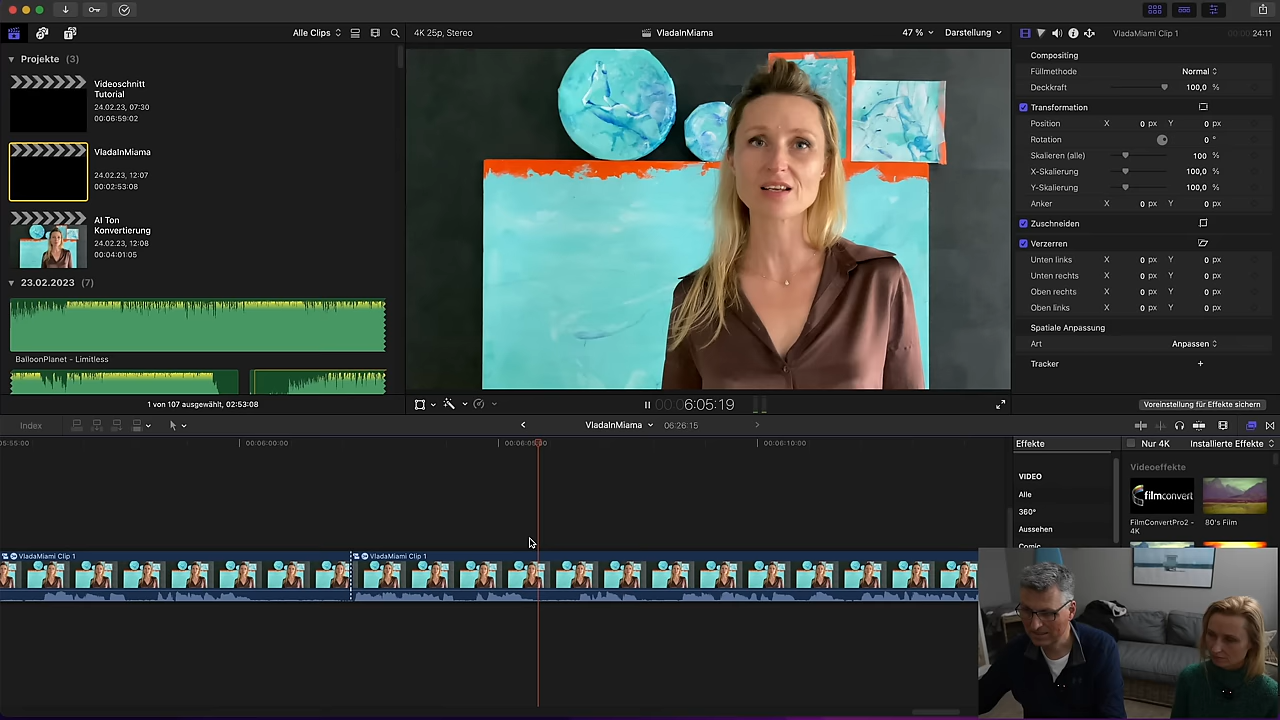 Alle Clips
4K 25p, Stereo
VladaInMiama
47 %
Darstellung
VladaMiami Clip 1
24:11
Projekte (3)
Videoschnitt
Tutorial
24.02.23, 07:30
00:06:59:02
VladaInMiama
24.02.23, 12:07
00:02:53:08
AI Ton
Konvertierung
24.02.23, 12:08
00:04:01:05
23.02.2023 (7)
BalloonPlanet - Limitless
1 von 107 ausgewählt, 02:53:08
00:00:06:05:19
Compositing
Füllmethode Normal
Deckkraft 100,0 %
Transformation
Position X 0 px Y 0 px
Rotation 0 °
Skalieren (alle) 100 %
X-Skalierung 100,0 %
Y-Skalierung 100,0 %
Anker X 0 px Y 0 px
Zuschneiden
Verzerren
Unten links X 0 px Y 0 px
Unten rechts X 0 px Y 0 px
Oben rechts X 0 px Y 0 px
Oben links X 0 px Y 0 px
Spatiale Anpassung
Art Anpassen
Tracker +
Voreinstellung für Effekte sichern
Index
VladaInMiama
06:26:15
00:06:00:00
00:06:10:00
VladaMiami Clip 1
VladaMiami Clip 1
Effekte
Nur 4K
Installierte Effekte
VIDEO
Alle
360°
Aussehen
Comic
Videoeffekte
filmconvert
FilmConvertPro2 -
4K
80's Film